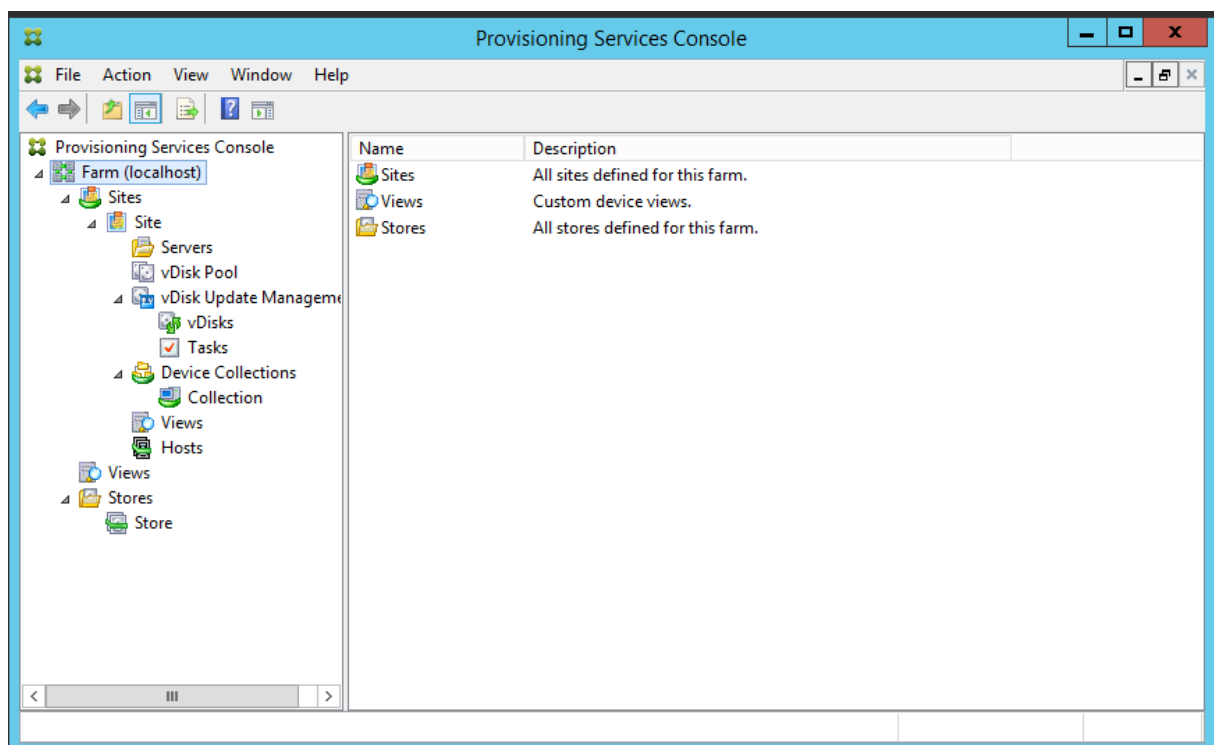 Provisioning Services Console
File Action View Window Help
Provisioning Services Console
Farm (localhost)
Sites
Site
Servers
vDisk Pool
vDisk Update Manageme
vDisks
Tasks
Device Collections
Collection
Views
Hosts
Views
Stores
Store
Name Description
Sites All sites defined for this farm.
Views Custom device views.
Stores All stores defined for this farm.